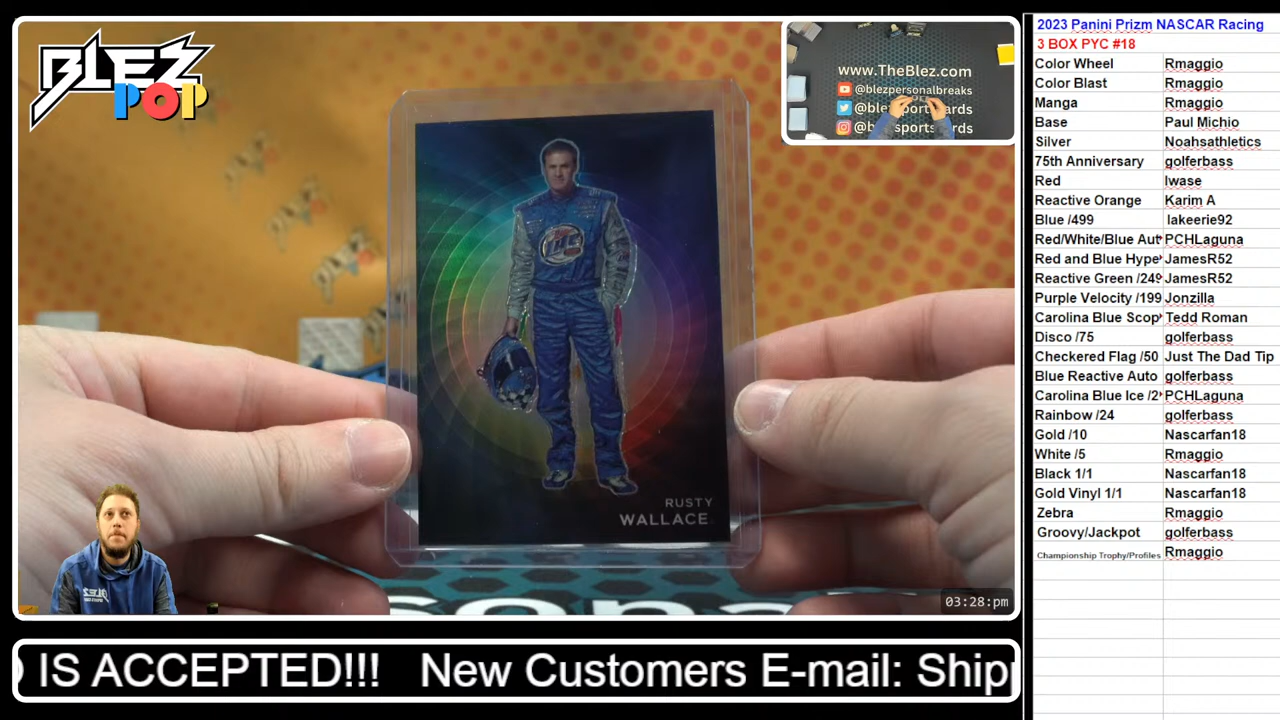 BLEZ
POP
www.TheBlez.com
@blezpersonalbreaks
RUSTY
WALLACE
03:28:pm
IS ACCEPTED!!! New Customers E-mail: Ship
2023 Panini Prizm NASCAR Racing
3 BOX PYC #18
Color Wheel Rmaggio
Color Blast Rmaggio
Manga Rmaggio
Base Paul Michio
Silver Noahsathletics
75th Anniversary golferbass
Red Iwase
Reactive Orange Karim A
Blue /499 lakeerie92
Red/White/Blue Aut PCHLaguna
Red and Blue Hype JamesR52
Reactive Green /249 JamesR52
Purple Velocity /199 Jonzilla
Carolina Blue Scop Tedd Roman
Disco /75 golferbass
Checkered Flag /50 Just The Dad Tip
Blue Reactive Auto golferbass
Carolina Blue Ice /2 PCHLaguna
Rainbow /24 golferbass
Gold /10 Nascarfan18
White /5 Rmaggio
Black 1/1 Nascarfan18
Gold Vinyl 1/1 Nascarfan18
Zebra Rmaggio
Groovy/Jackpot golferbass
Championship Trophy/Profiles Rmaggio